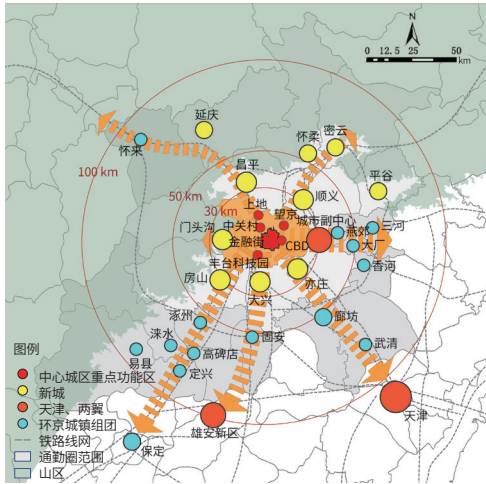 N
0 12.5 25 50
km
延庆
怀柔
密云
怀来
昌平
平谷
100 km
50 km
30 km
上地
顺义
望京
中关村
城市副中心
门头沟
燕郊
三河
金融街
CBD
大厂
丰台科技园
香河
房山
大兴
亦庄
涿州
廊坊
涞水
固安
武清
易县
高碑店
定兴
天津
雄安新区
保定
图例
中心城区重点功能区
新城
天津、两翼
环京城镇组团
铁路线网
通勤圈范围
山区